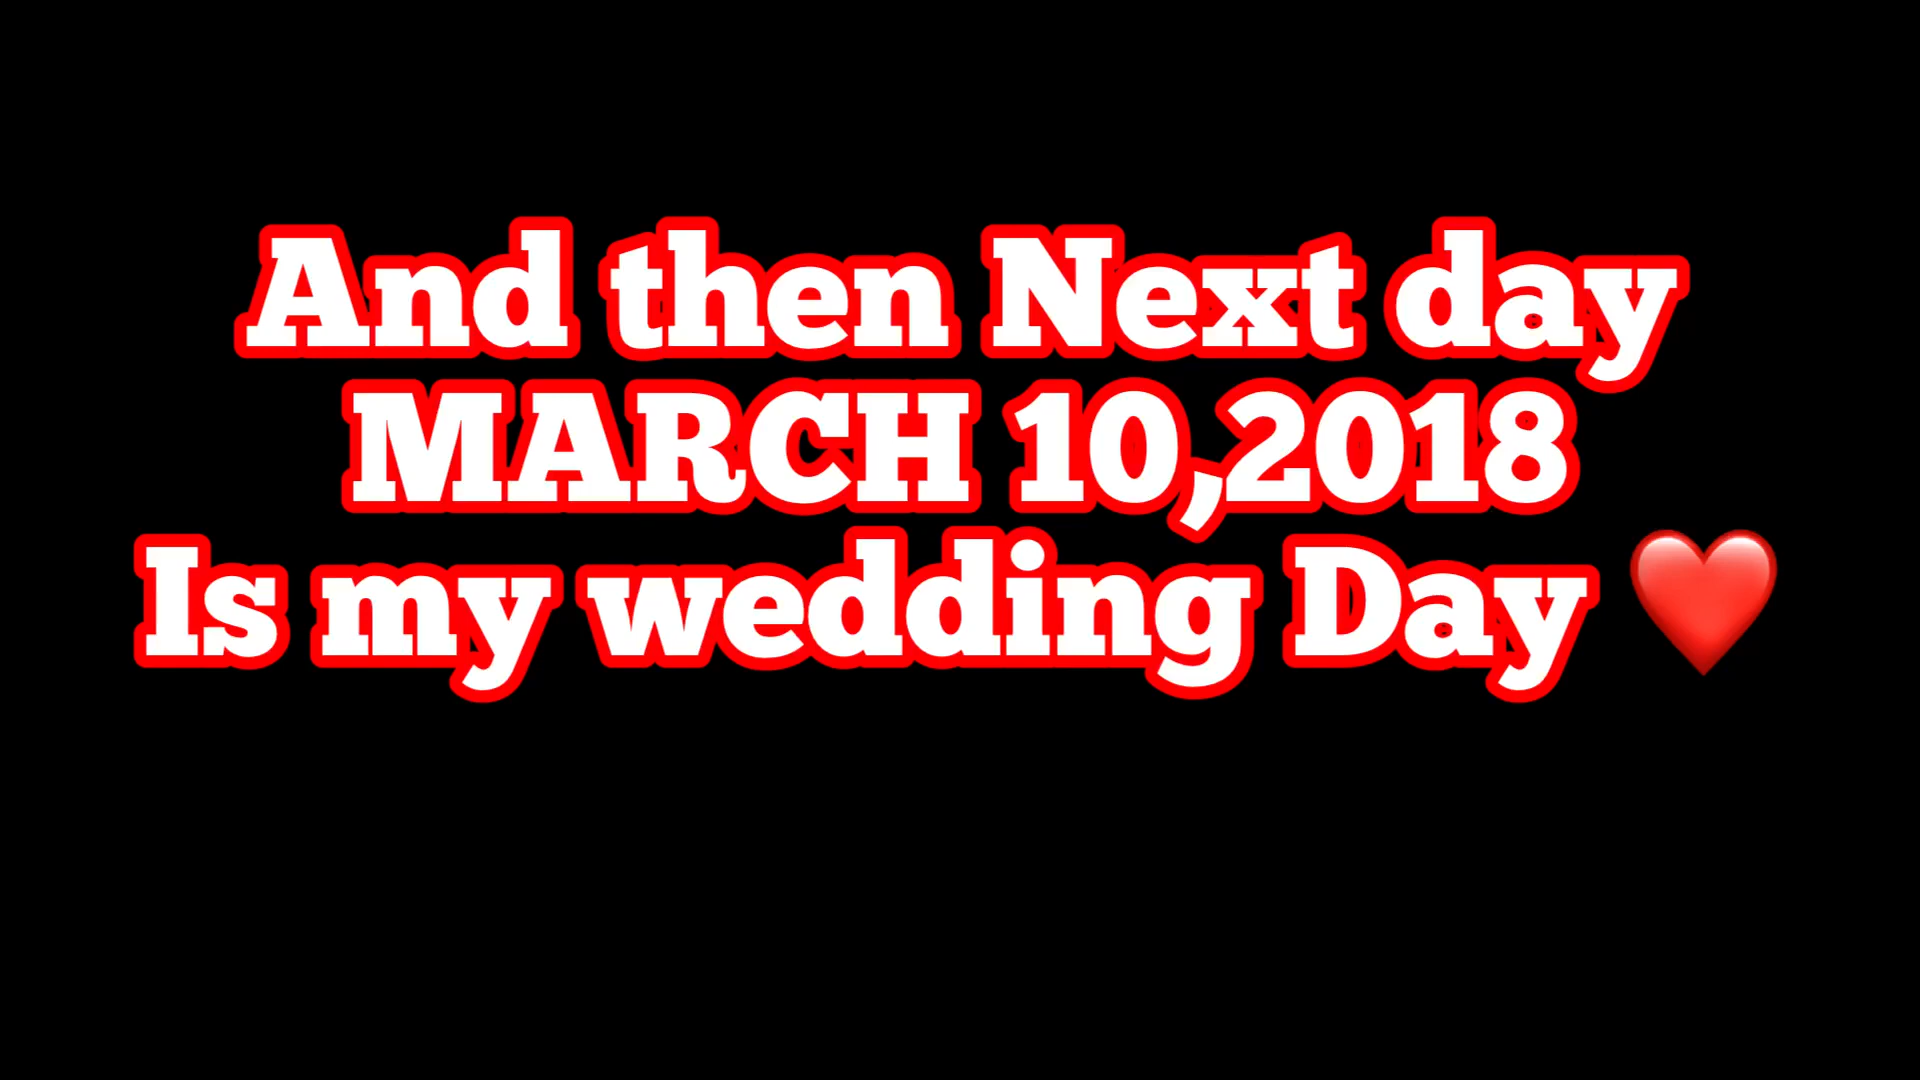 And then Next day
MARCH 10,2018
Is my wedding Day ❤️